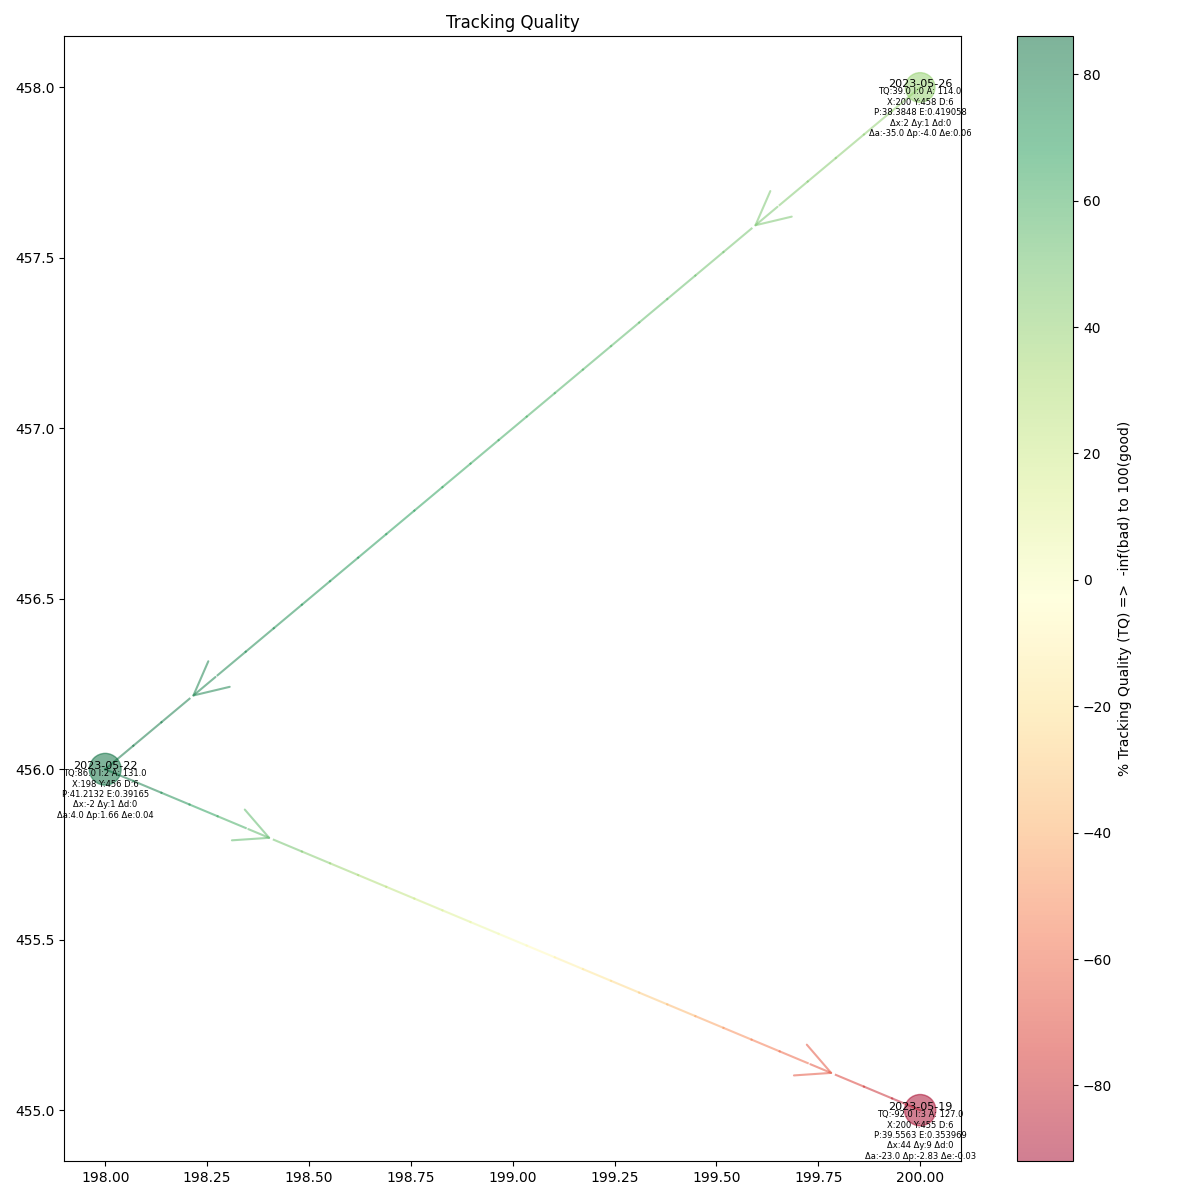 Tracking Quality
458.0
457.5
457.0
456.5
456.0
455.5
455.0
2023-05-26
TQ:39.0 I:0 A: 114.0
X:200 Y:458 D:6
P:38.3848 E:0.419058
Δx:2 Δy:1 Δd:0
Δa:-35.0 Δp:-4.0 Δe:0.06
2023-05-22
TQ:86.0 I:2 A: 131.0
X:198 Y:456 D:6
P:41.2132 E:0.39165
Δx:-2 Δy:1 Δd:0
Δa:4.0 Δp:1.66 Δe:0.04
2023-05-19
TQ:-92.0 I:3 A: 127.0
X:200 Y:455 D:6
P:39.5563 E:0.353969
Δx:44 Δy:9 Δd:0
Δa:-23.0 Δp:-2.83 Δe:-0.03
198.00 198.25 198.50 198.75 199.00 199.25 199.50 199.75 200.00
80
60
40
20
0
−20
−40
−60
−80
% Tracking Quality (TQ) => -inf(bad) to 100(good)